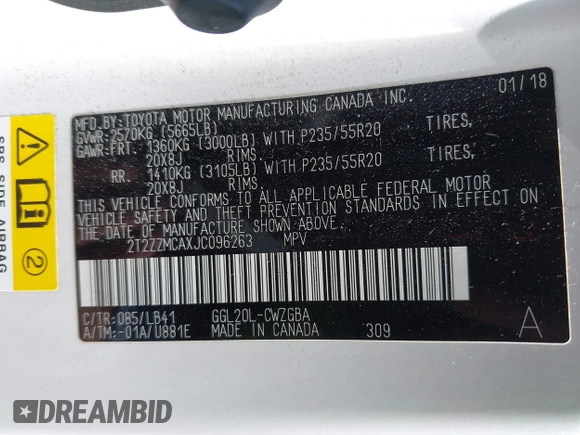 01/18
MFD.BY:TOYOTA MOTOR MANUFACTURING CANADA INC.
GVWR:2570KG (5665LB)
GAWR:FRT. 1360KG (3000LB) WITH P235/55R20 TIRES,
20X8J RIMS.
RR. 1410KG (3105LB) WITH P235/55R20 TIRES,
20X8J RIMS.
THIS VEHICLE CONFORMS TO ALL APPLICABLE FEDERAL MOTOR
VEHICLE SAFETY AND BUMPER STANDARDS IN EFFECT ON
THE DATE OF MANUFACTURE SHOWN ABOVE.
2T2ZZMCAXJC096263 MPV
C/TR:085/LB41 GGL20L-CWZGBA
A/TM:-01A/U881E MADE IN CANADA 309 A
SRS SIDE AIRBAG
2
DREAMBID